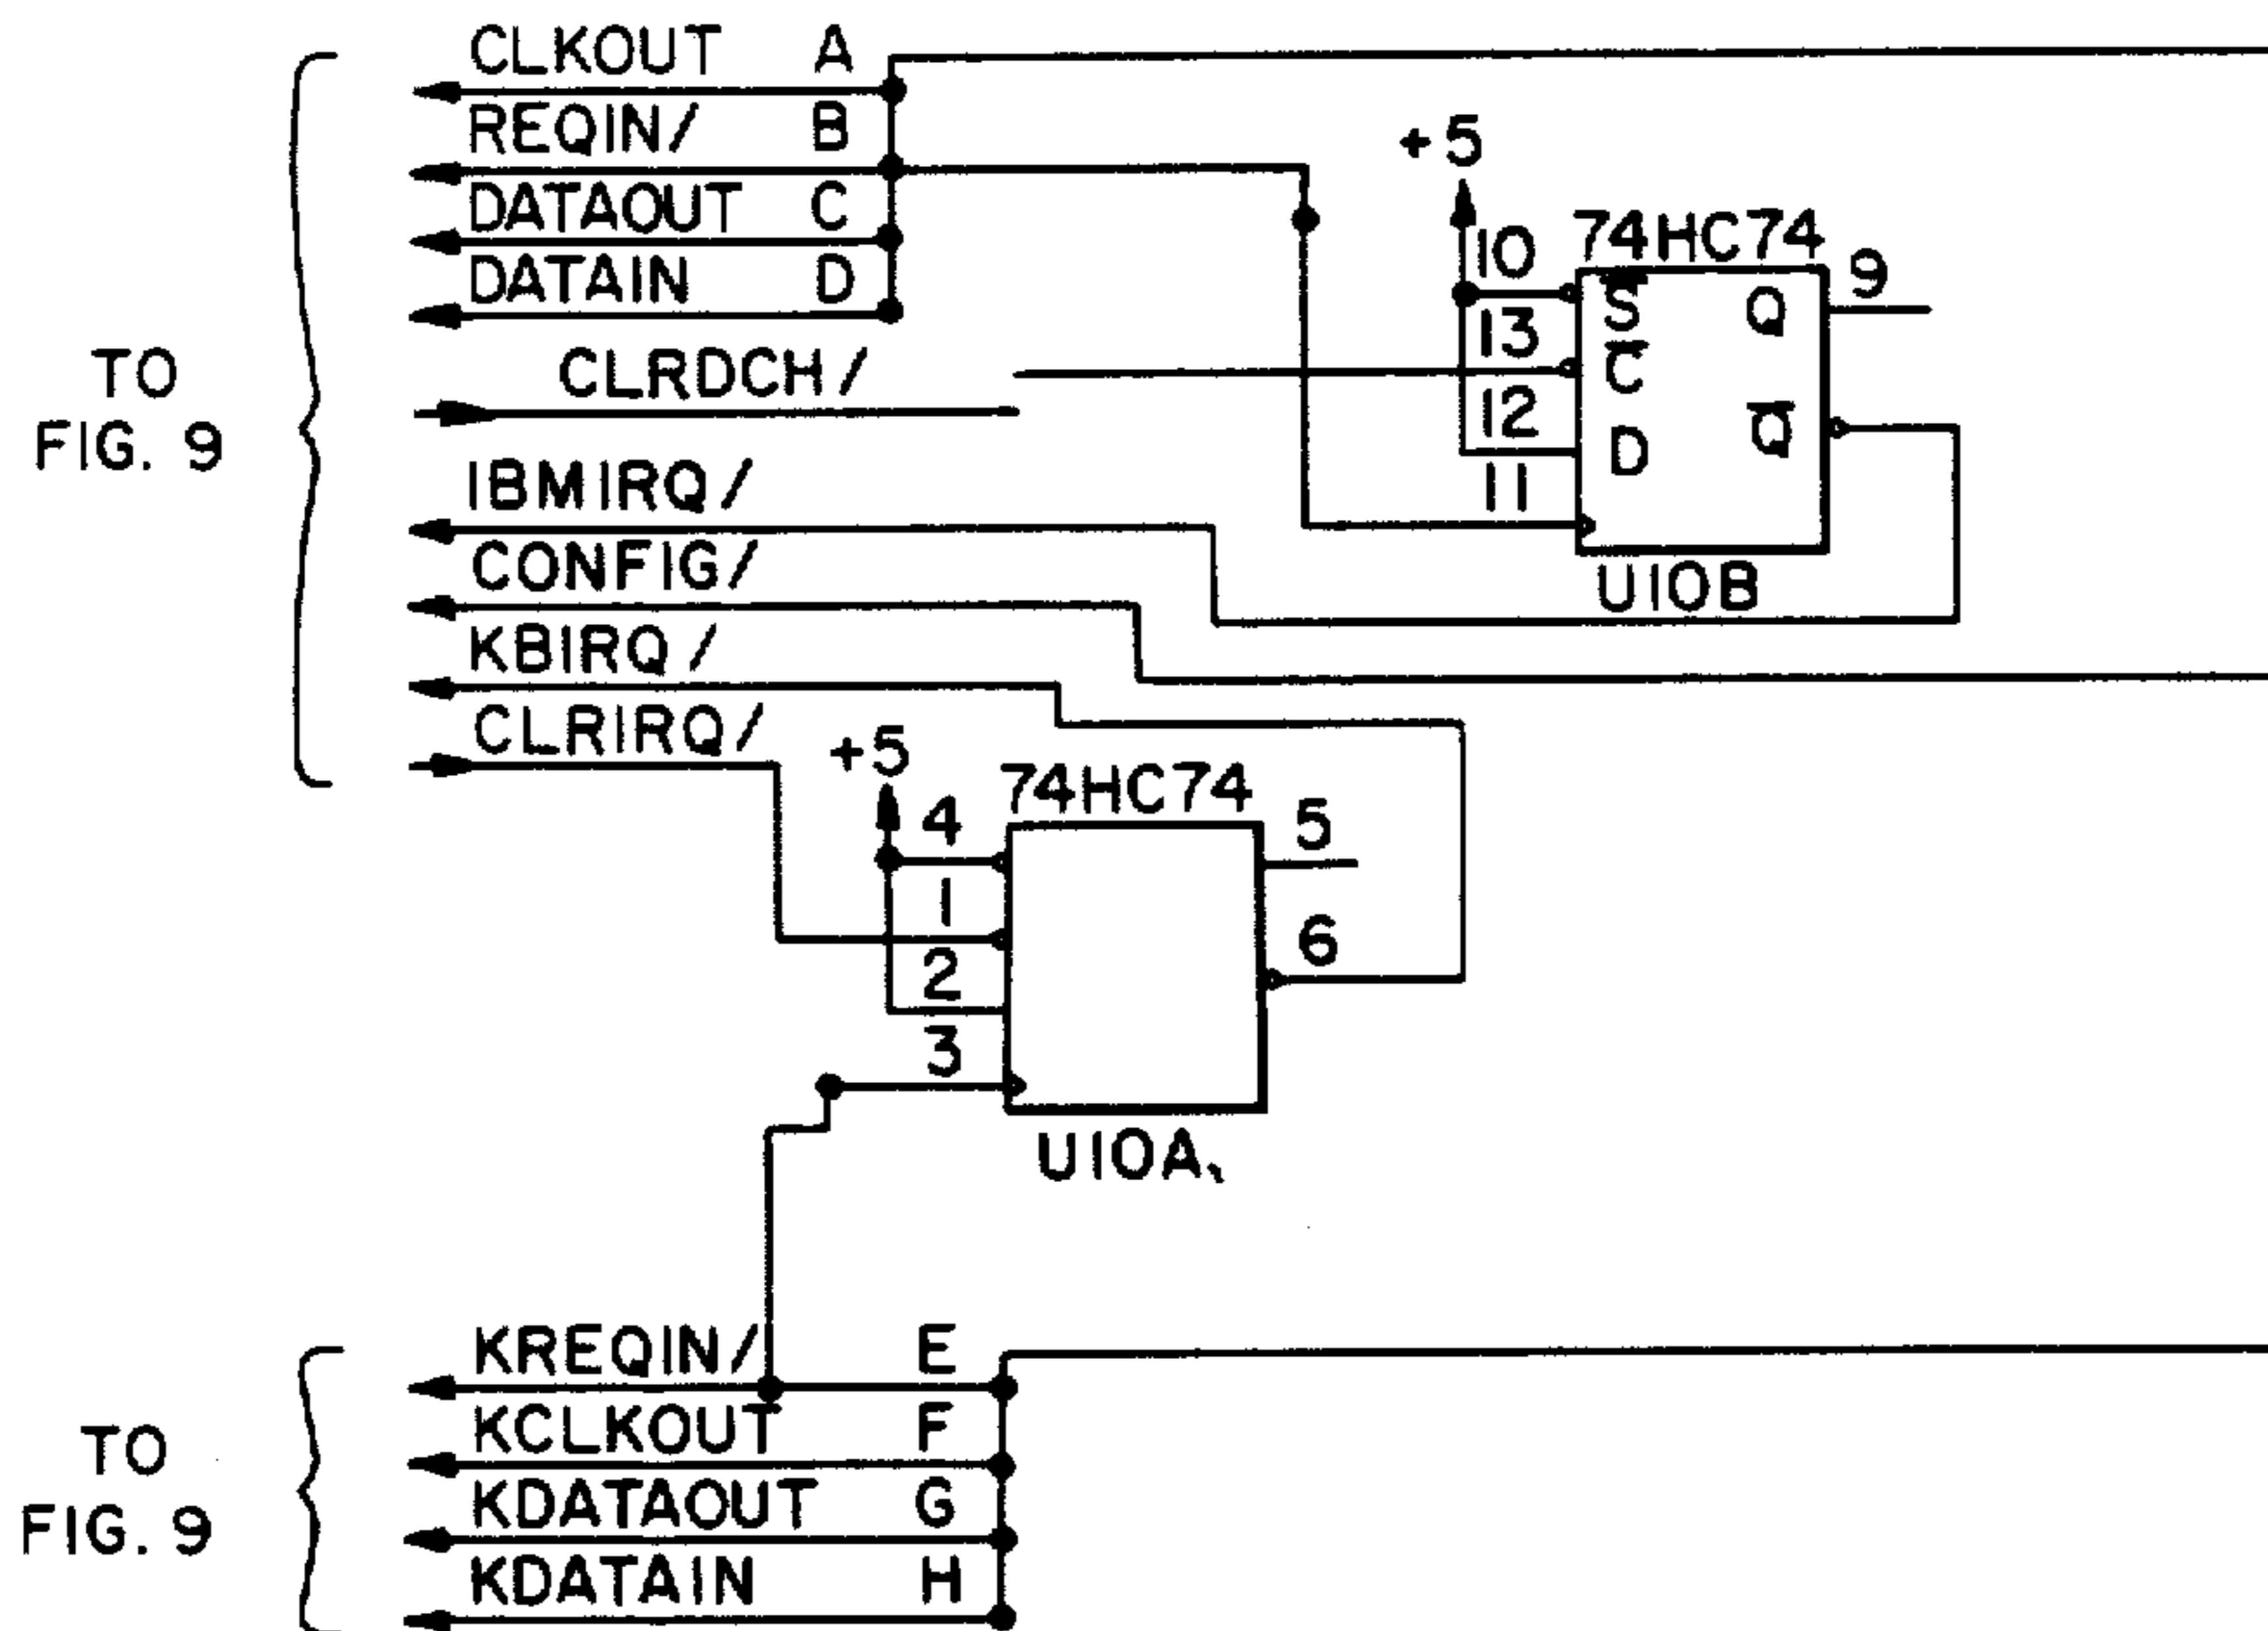 CLKOUT A
REQIN/ B
DATAOUT C
DATAIN D
CLRDCH/
TO
FIG. 9
IBMIRQ/
CONFIG/
KBIRQ/
CLRIRQ/
+5
74HC74
10
13
12
11
S̅ Q
9
C̅
D Q̅
U10B
+5
74HC74
4
1
2
3
5
6
U10A
TO
FIG. 9
KREQIN/ E
KCLKOUT F
KDATAOUT G
KDATAIN H